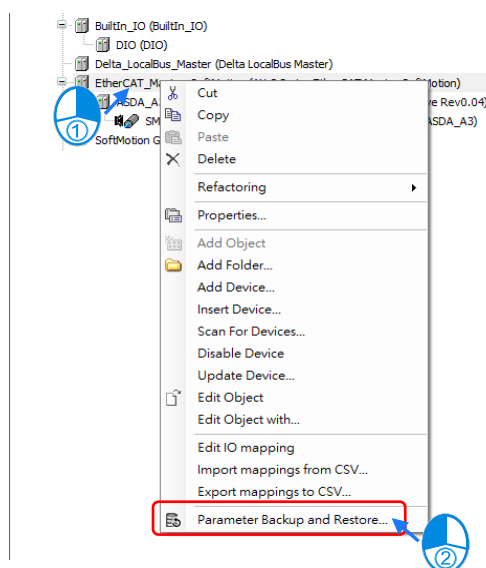 BuiltIn_IO (BuiltIn_IO)
DIO (DIO)
Delta_LocalBus_Master (Delta LocalBus Master)
EtherCAT_M
ASDA_A
ve Rev0.04)
SM
ASDA_A3)
SoftMotion G
①
Cut
Copy
Paste
Delete
Refactoring
Properties...
Add Object
Add Folder...
Add Device...
Insert Device...
Scan For Devices...
Disable Device
Update Device...
Edit Object
Edit Object with...
Edit IO mapping
Import mappings from CSV...
Export mappings to CSV...
Parameter Backup and Restore...
②